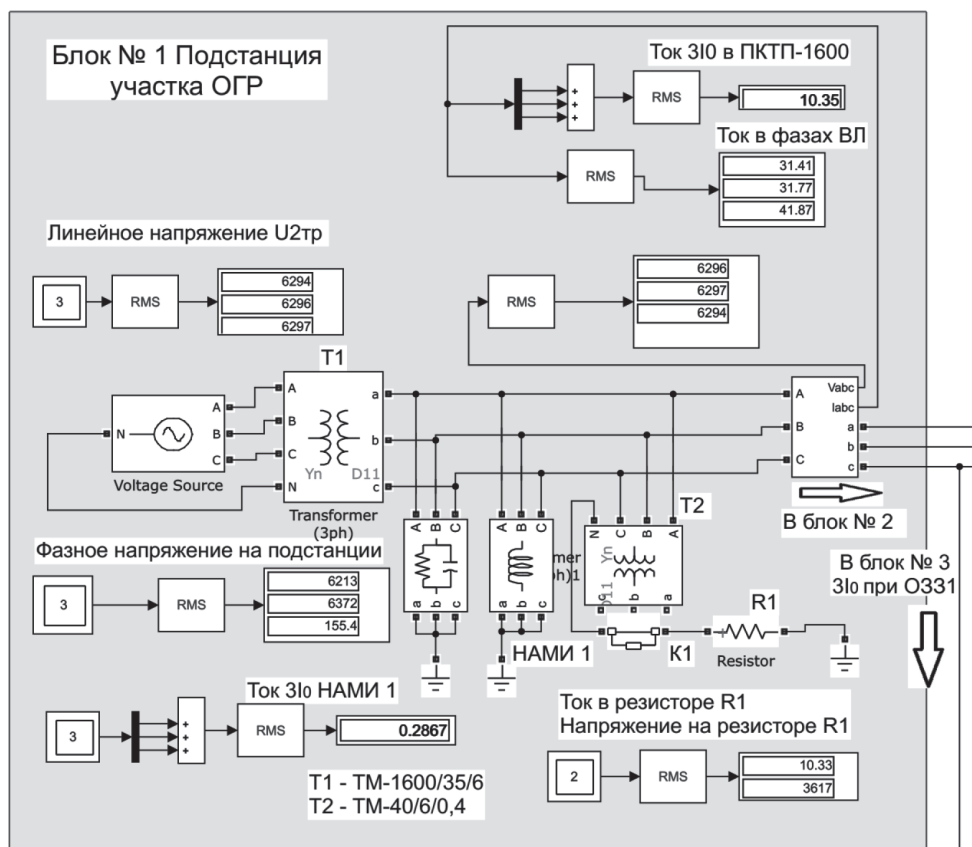 Блок № 1 Подстанция
участка ОГР
Ток 3I0 в ПКТП-1600
+
+
+
RMS
10.35
Ток в фазах ВЛ
RMS
31.41
31.77
41.87
Линейное напряжение U2тр
3
RMS
6294
6296
6297
RMS
6296
6297
6294
T1
A
B
C
N
a
b
c
Yn
D11
Transformer
(3ph)
N
A
B
C
Voltage Source
A
B
C
Vabc
Iabc
a
b
c
В блок № 2
T2
A B C
a b c
A B C
a b c
НАМИ 1
mer
ph)1
N C B A
Yn
D11
c b a
K1
R1
+
Resistor
В блок № 3
3I₀ при ОЗЗ1
Фазное напряжение на подстанции
3
RMS
6213
6372
155.4
Ток 3I₀ НАМИ 1
3
+
+
+
RMS
0.2867
T1 - ТМ-1600/35/6
T2 - ТМ-40/6/0,4
Ток в резисторе R1
Напряжение на резисторе R1
2
RMS
10.33
3617